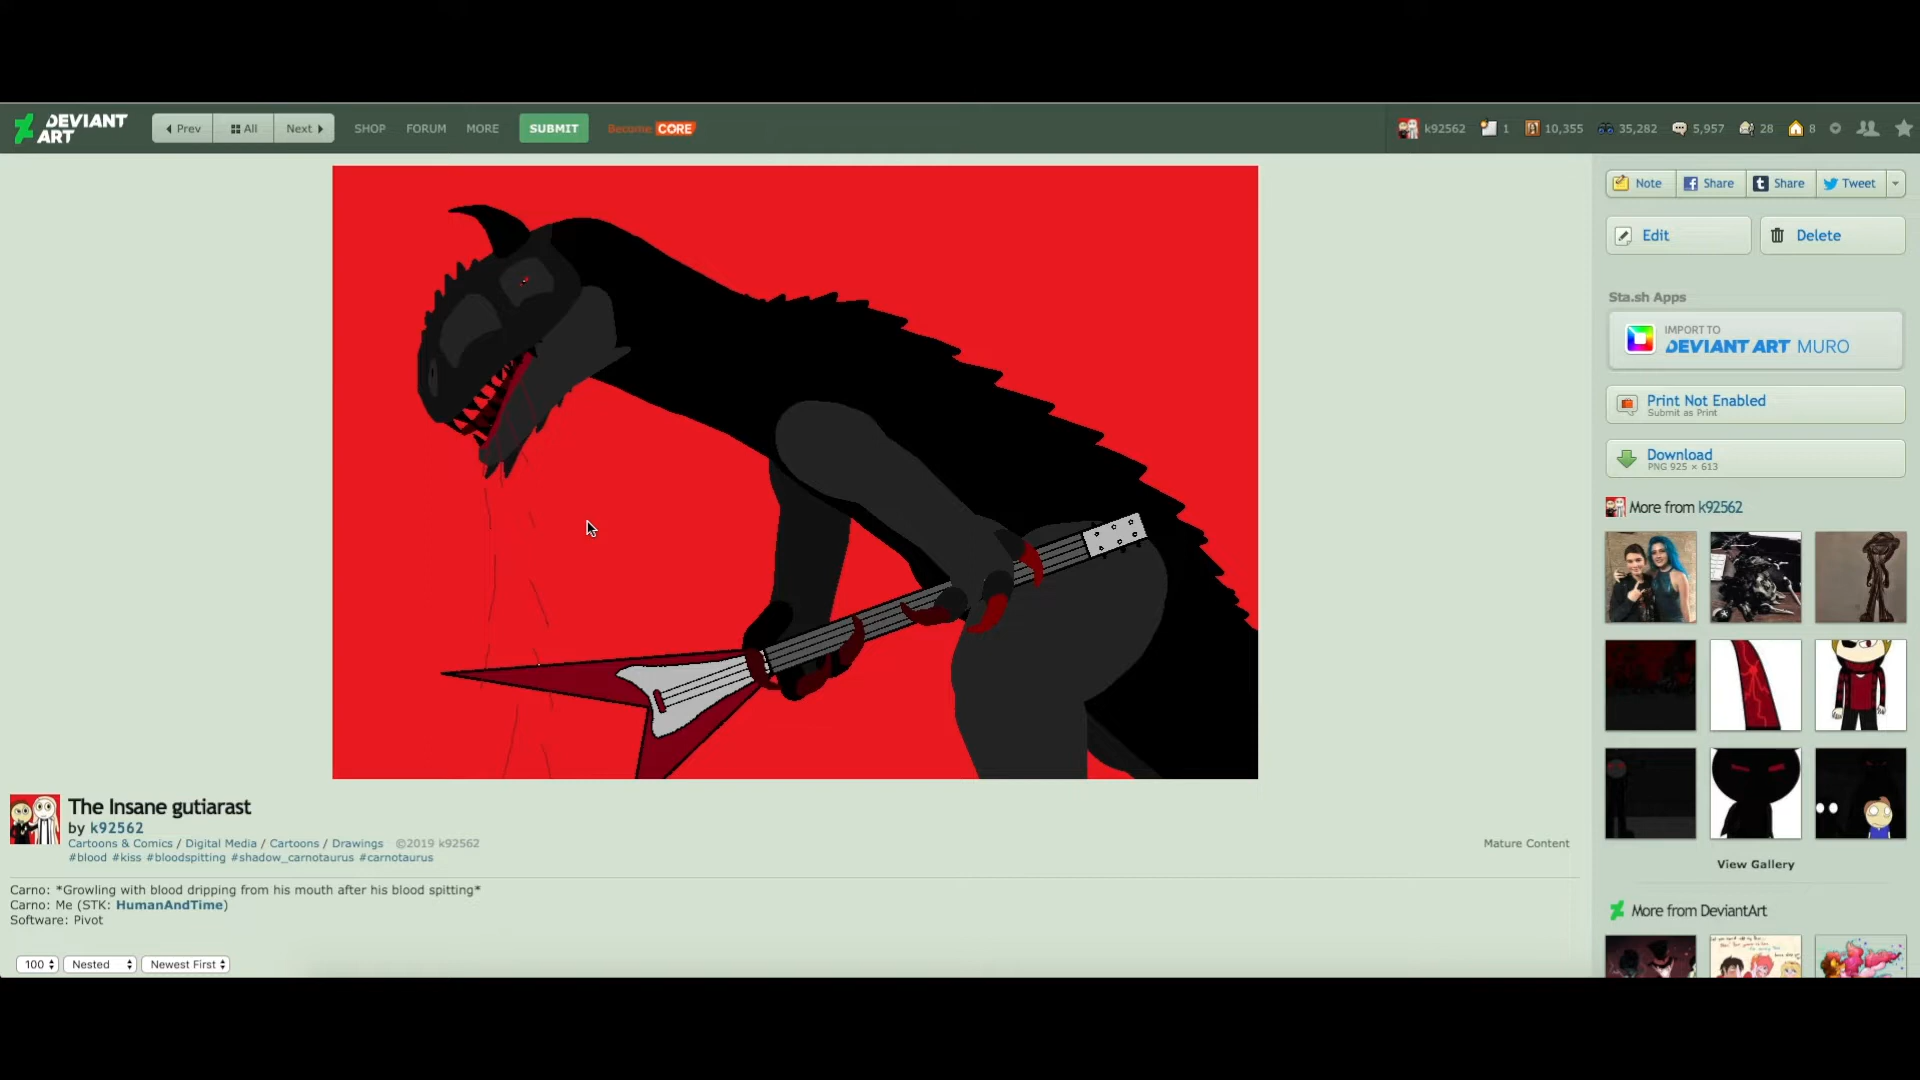 DEVIANT
ART
Prev
All
Next
SHOP
FORUM
MORE
SUBMIT
Become CORE
k92562
1
10,355
35,282
5,957
28
8
Note
Share
Share
Tweet
Edit
Delete
Sta.sh Apps
IMPORT TO
DEVIANT ART MURO
Print Not Enabled
Submit as Print
Download
PNG 925 × 613
More from k92562
View Gallery
More from DeviantArt
The Insane gutiarast
by k92562
Cartoons & Comics / Digital Media / Cartoons / Drawings ©2019 k92562
#blood #kiss #bloodspitting #shadow_carnotaurus #carnotaurus
Mature Content
Carno: *Growling with blood dripping from his mouth after his blood spitting*
Carno: Me (STK: HumanAndTime)
Software: Pivot
100
Nested
Newest First